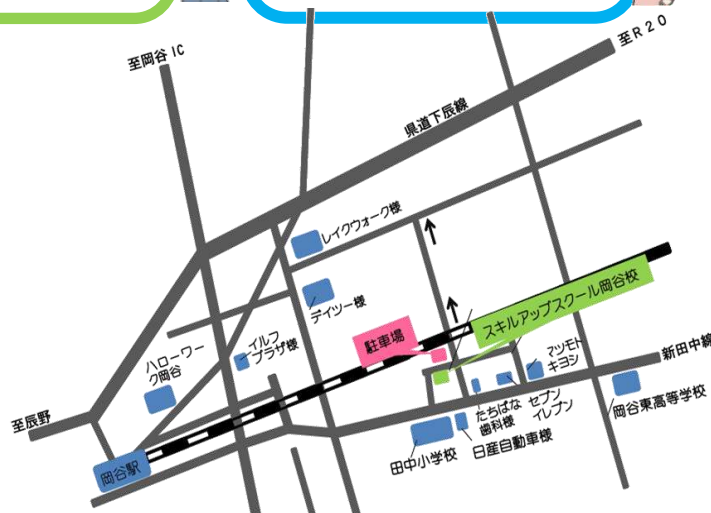 至岡谷IC
至R20
県道下辰線
レイクウォーク様
デイツー様
スキルアップスクール岡谷校
駐車場
イルフ
プラザ様
ハローワー
ク岡谷
マツモト
キヨシ
新田中線
至辰野
セブン
イレブン
たちばな
歯科様
岡谷東高等学校
日産自動車様
田中小学校
岡谷駅